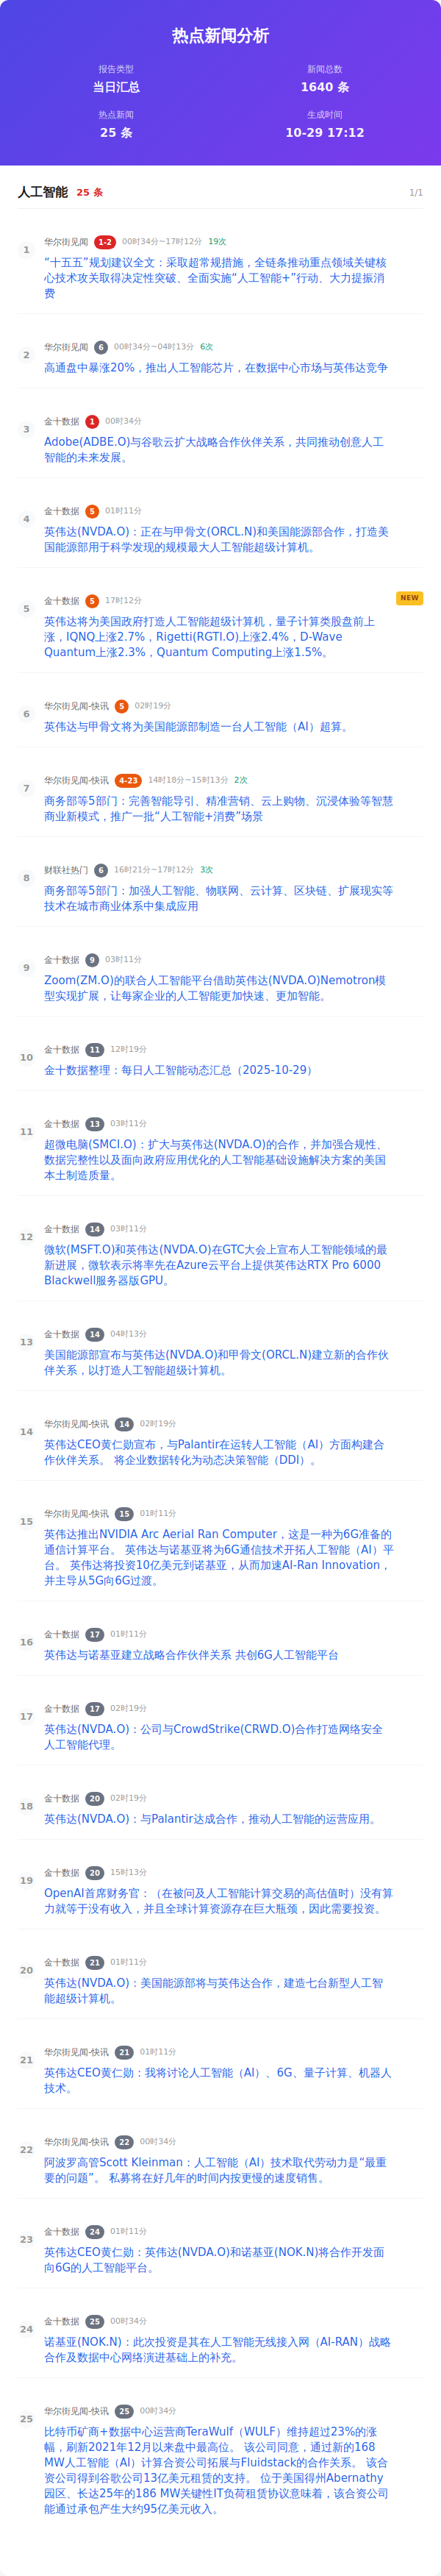 热点新闻分析
报告类型
新闻总数
当日汇总
1640 条
热点新闻
生成时间
25 条
10-29 17:12
人工智能 25 条 1/1
1
华尔街见闻 1-2 00时34分~17时12分 19次
“十五五”规划建议全文：采取超常规措施，全链条推动重点领域关键核
心技术攻关取得决定性突破、全面实施“人工智能+”行动、大力提振消
费
2
华尔街见闻 6 00时34分~04时13分 6次
高通盘中暴涨20%，推出人工智能芯片，在数据中心市场与英伟达竞争
3
金十数据 1 00时34分
Adobe(ADBE.O)与谷歌云扩大战略合作伙伴关系，共同推动创意人工
智能的未来发展。
4
金十数据 5 01时11分
英伟达(NVDA.O)：正在与甲骨文(ORCL.N)和美国能源部合作，打造美
国能源部用于科学发现的规模最大人工智能超级计算机。
5
金十数据 5 17时12分
NEW
英伟达将为美国政府打造人工智能超级计算机，量子计算类股盘前上
涨，IQNQ上涨2.7%，Rigetti(RGTI.O)上涨2.4%，D-Wave
Quantum上涨2.3%，Quantum Computing上涨1.5%。
6
华尔街见闻-快讯 5 02时19分
英伟达与甲骨文将为美国能源部制造一台人工智能（AI）超算。
7
华尔街见闻-快讯 4-23 14时18分~15时13分 2次
商务部等5部门：完善智能导引、精准营销、云上购物、沉浸体验等智慧
商业新模式，推广一批“人工智能+消费”场景
8
财联社热门 6 16时21分~17时12分 3次
商务部等5部门：加强人工智能、物联网、云计算、区块链、扩展现实等
技术在城市商业体系中集成应用
9
金十数据 9 03时11分
Zoom(ZM.O)的联合人工智能平台借助英伟达(NVDA.O)Nemotron模
型实现扩展，让每家企业的人工智能更加快速、更加智能。
10
金十数据 11 12时19分
金十数据整理：每日人工智能动态汇总（2025-10-29）
11
金十数据 13 03时11分
超微电脑(SMCI.O)：扩大与英伟达(NVDA.O)的合作，并加强合规性、
数据完整性以及面向政府应用优化的人工智能基础设施解决方案的美国
本土制造质量。
12
金十数据 14 03时11分
微软(MSFT.O)和英伟达(NVDA.O)在GTC大会上宣布人工智能领域的最
新进展，微软表示将率先在Azure云平台上提供英伟达RTX Pro 6000
Blackwell服务器版GPU。
13
金十数据 14 04时13分
美国能源部宣布与英伟达(NVDA.O)和甲骨文(ORCL.N)建立新的合作伙
伴关系，以打造人工智能超级计算机。
14
华尔街见闻-快讯 14 02时19分
英伟达CEO黄仁勋宣布，与Palantir在运转人工智能（AI）方面构建合
作伙伴关系。 将企业数据转化为动态决策智能（DDI）。
15
华尔街见闻-快讯 15 01时11分
英伟达推出NVIDIA Arc Aerial Ran Computer，这是一种为6G准备的
通信计算平台。 英伟达与诺基亚将为6G通信技术开拓人工智能（AI）平
台。 英伟达将投资10亿美元到诺基亚，从而加速AI-Ran Innovation，
并主导从5G向6G过渡。
16
金十数据 17 01时11分
英伟达与诺基亚建立战略合作伙伴关系 共创6G人工智能平台
17
金十数据 17 02时19分
英伟达(NVDA.O)：公司与CrowdStrike(CRWD.O)合作打造网络安全
人工智能代理。
18
金十数据 20 02时19分
英伟达(NVDA.O)：与Palantir达成合作，推动人工智能的运营应用。
19
金十数据 20 15时13分
OpenAI首席财务官：（在被问及人工智能计算交易的高估值时）没有算
力就等于没有收入，并且全球计算资源存在巨大瓶颈，因此需要投资。
20
金十数据 21 01时11分
英伟达(NVDA.O)：美国能源部将与英伟达合作，建造七台新型人工智
能超级计算机。
21
华尔街见闻-快讯 21 01时11分
英伟达CEO黄仁勋：我将讨论人工智能（AI）、6G、量子计算、机器人
技术。
22
华尔街见闻-快讯 22 00时34分
阿波罗高管Scott Kleinman：人工智能（AI）技术取代劳动力是“最重
要的问题”。 私募将在好几年的时间内按更慢的速度销售。
23
金十数据 24 01时11分
英伟达CEO黄仁勋：英伟达(NVDA.O)和诺基亚(NOK.N)将合作开发面
向6G的人工智能平台。
24
金十数据 25 00时34分
诺基亚(NOK.N)：此次投资是其在人工智能无线接入网（AI-RAN）战略
合作及数据中心网络演进基础上的补充。
25
华尔街见闻-快讯 25 00时34分
比特币矿商+数据中心运营商TeraWulf（WULF）维持超过23%的涨
幅，刷新2021年12月以来盘中最高位。 该公司同意，通过新的168
MW人工智能（AI）计算合资公司拓展与Fluidstack的合作关系。 该合
资公司得到谷歌公司13亿美元租赁的支持。 位于美国得州Abernathy
园区、长达25年的186 MW关键性IT负荷租赁协议意味着，该合资公司
能通过承包产生大约95亿美元收入。